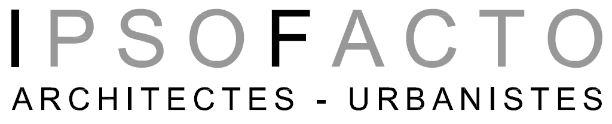 IPSOFACTO
ARCHITECTES - URBANISTES